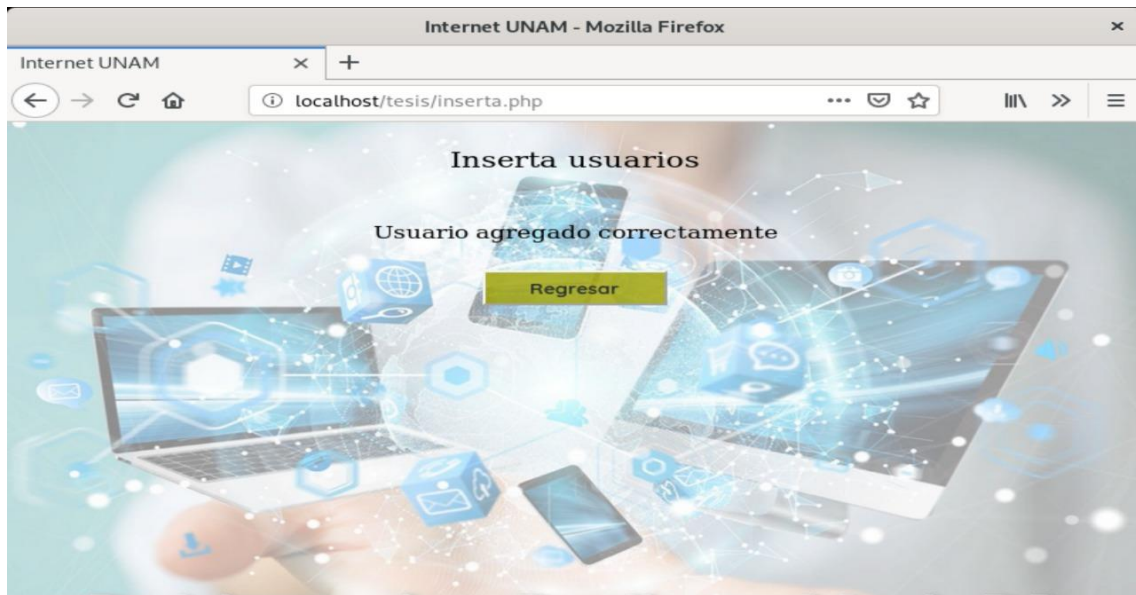 Internet UNAM - Mozilla Firefox
Internet UNAM
localhost/tesis/inserta.php
Inserta usuarios
Usuario agregado correctamente
Regresar